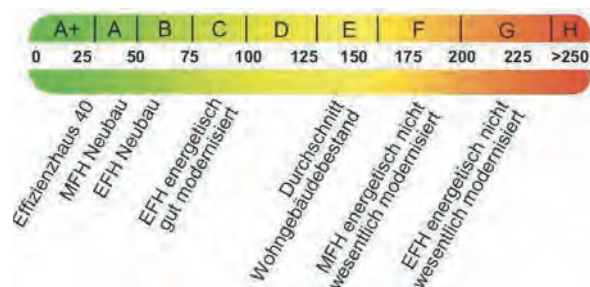 A+ A B C D E F G H
0 25 50 75 100 125 150 175 200 225 >250
Effizienzhaus 40
MFH Neubau
EFH Neubau
EFH energetisch
gut modernisiert
Durchschnitt
Wohngebäudebestand
MFH energetisch nicht
wesentlich modernisiert
EFH energetisch nicht
wesentlich modernisiert